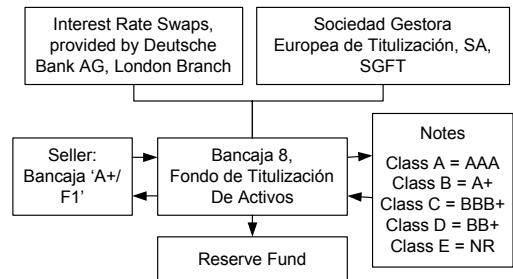 Interest Rate Swaps,
provided by Deutsche
Bank AG, London Branch
Sociedad Gestora
Europea de Titulización, SA,
SGFT
Seller:
Bancaja ‘A+/
F1’
Bancaja 8,
Fondo de Titulización
De Activos
Notes
Class A = AAA
Class B = A+
Class C = BBB+
Class D = BB+
Class E = NR
Reserve Fund